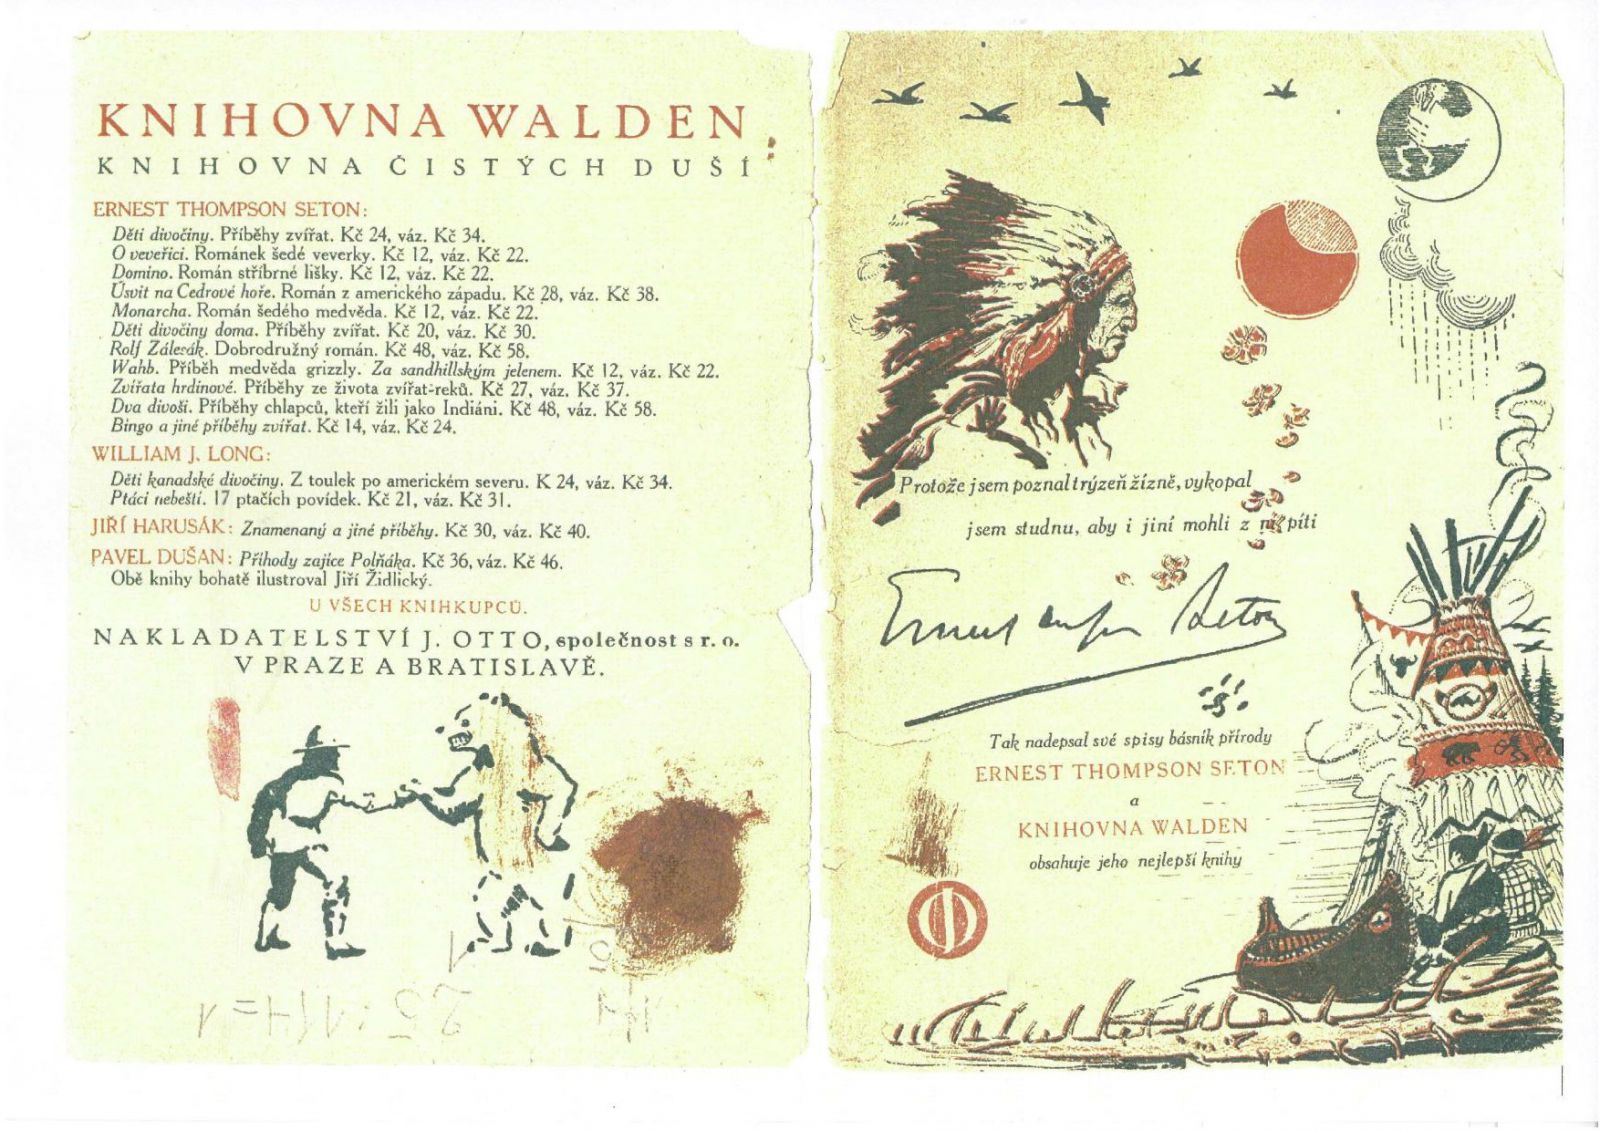 KNIHOVNA WALDEN
KNIHOVNA ČISTÝCH DUŠÍ
ERNEST THOMPSON SETON:
Děti divočiny. Příběhy zvířat. Kč 24, váz. Kč 34.
O veveřici. Románek šedé veverky. Kč 12, váz. Kč 22.
Domino. Román stříbrné lišky. Kč 12, váz. Kč 22.
Úsvit na Cedrové hoře. Román z amerického západu. Kč 28, váz. Kč 38.
Monarcha. Román šedého medvěda. Kč 12, váz. Kč 22.
Děti divočiny doma. Příběhy zvířat. Kč 20, váz. Kč 30.
Rolf Zálesák. Dobrodružný román. Kč 48, váz. Kč 58.
Wahb. Příběh medvěda grizzly. Za sandhillským jelenem. Kč 12, váz. Kč 22.
Zvířata hrdinové. Příběhy ze života zvířat-reků. Kč 27, váz. Kč 37.
Dva divoši. Příběhy chlapců, kteří žili jako Indiáni. Kč 48, váz. Kč 58.
Bingo a jiné příběhy zvířat. Kč 14, váz. Kč 24.
WILLIAM J. LONG:
Děti kanadské divočiny. Z toulek po americkém severu. K 24, váz. Kč 34.
Ptáci nebeští. 17 ptačích povídek. Kč 21, váz. Kč 31.
JIŘÍ HARUSÁK: Znamenaný a jiné příběhy. Kč 30, váz. Kč 40.
PAVEL DUŠAN: Příhody zajíce Polňáka. Kč 36, váz. Kč 46.
Obě knihy bohatě ilustroval Jiří Židlický.
U VŠECH KNIHKUPCŮ.
NAKLADATELSTVÍ J. OTTO, společnost s r. o.
V PRAZE A BRATISLAVĚ.
Protože jsem poznal trýzeň žízně, vykopal
jsem studnu, aby i jiní mohli z ní píti
Ernest Thompson Seton
Tak nadepsal své spisy básník přírody
ERNEST THOMPSON SETON
a
KNIHOVNA WALDEN
obsahuje jeho nejlepší knihy